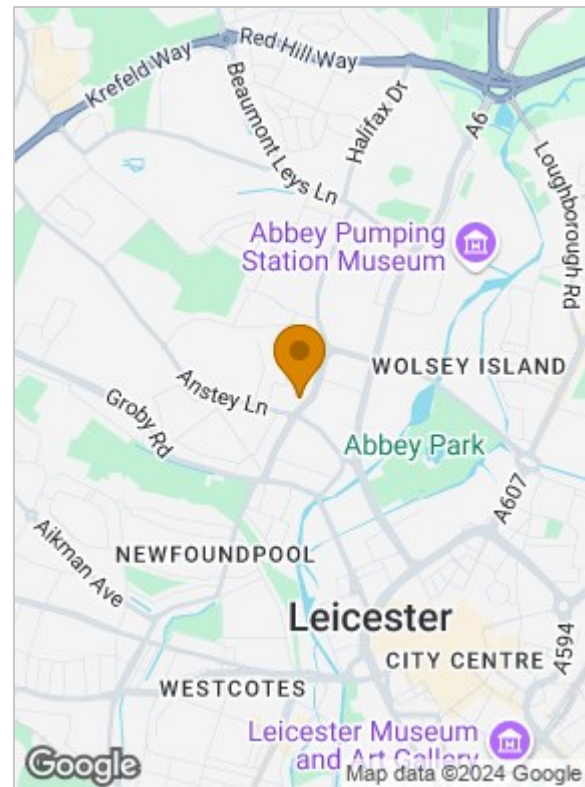 Krefeld Way
Red Hill Way
Beaumont Leys Ln
Halifax Dr
A6
Loughborough Rd
Abbey Pumping
Station Museum
WOLSEY ISLAND
Anstey Ln
Groby Rd
Abbey Park
A607
Aikman Ave
NEWFOUNDPOOL
Leicester
CITY CENTRE
A594
WESTCOTES
Leicester Museum
and Art Gallery
Google
Map data ©2024 Google